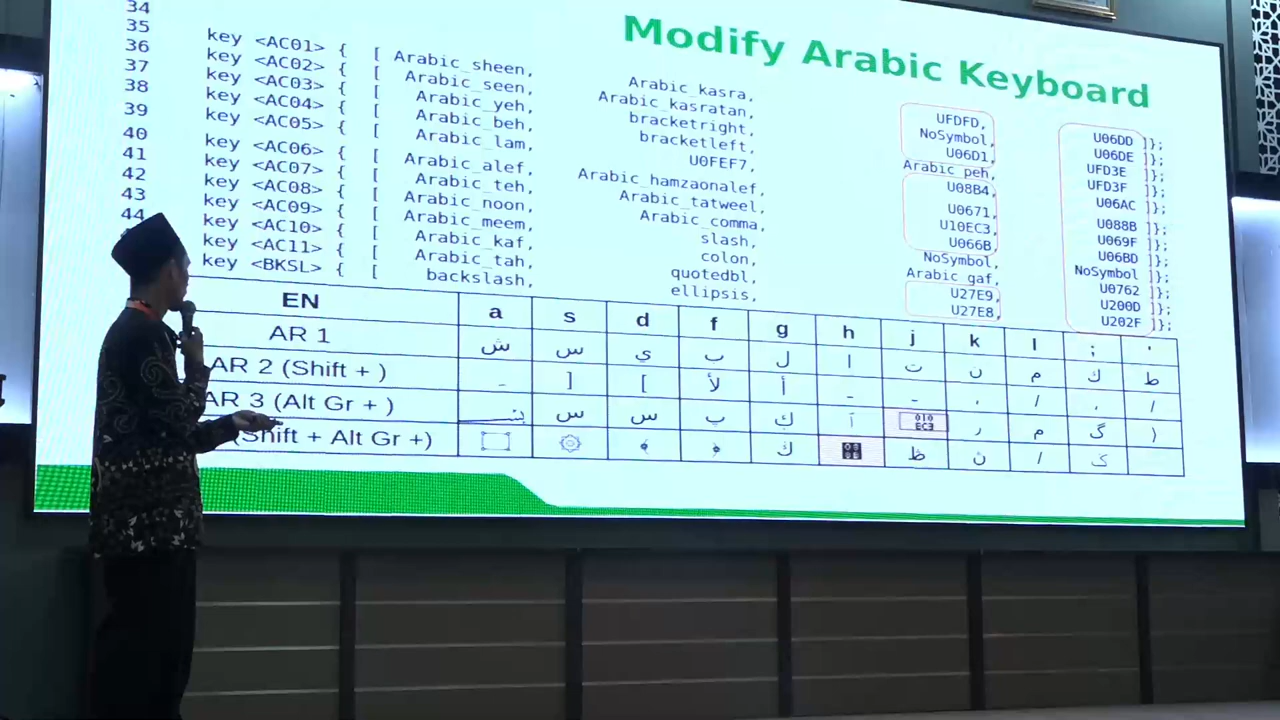 Modify Arabic Keyboard
34
35 key <AC01> { [ Arabic_sheen, Arabic_kasra, UFDFD, U06DD ]};
36 key <AC02> { [ Arabic_seen, Arabic_kasratan, NoSymbol, U06DE ]};
37 key <AC03> { [ Arabic_yeh, bracketright, U06D1, UFD3E ]};
38 key <AC04> { [ Arabic_beh, bracketleft, Arabic_peh, UFD3F ]};
39 key <AC05> { [ Arabic_lam, U0FEF7, U08B4, U06AC ]};
40 key <AC06> { [ Arabic_alef, Arabic_hamzaonalef, U0671, U088B ]};
41 key <AC07> { [ Arabic_teh, Arabic_tatweel, U10EC3, U069F ]};
42 key <AC08> { [ Arabic_noon, Arabic_comma, U066B, U06BD ]};
43 key <AC09> { [ Arabic_meem, slash, NoSymbol, NoSymbol ]};
44 key <AC10> { [ Arabic_kaf, colon, Arabic_gaf, U0762 ]};
key <AC11> { [ Arabic_tah, quotedbl, U27E9, U200D ]};
key <BKSL> { [ backslash, ellipsis, U27E8, U202F ]};
EN a s d f g h j k l ; '
AR 1 ش س ي ب ل ا ت ن م ك ط
AR 2 (Shift + ) ـِ ] [ لأ أ ـ ، /
AR 3 (Alt Gr + ) س پ گ
(Shift + Alt Gr +) ۞